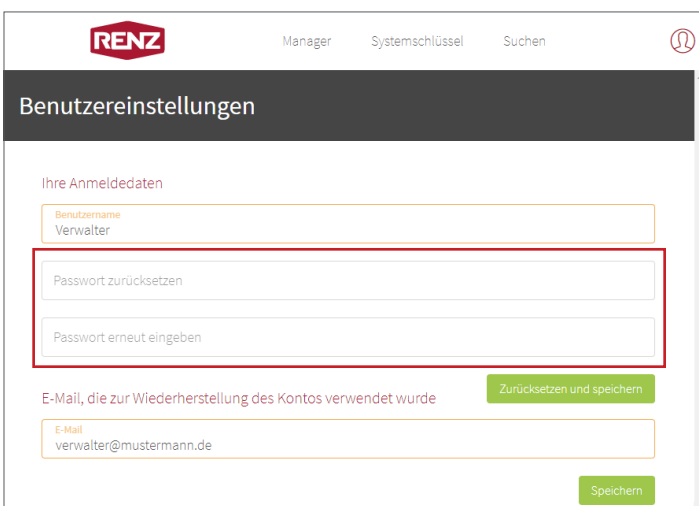 RENZ Manager Systemschlüssel Suchen
Benutzereinstellungen
Ihre Anmeldedaten
Benutzername
Verwalter
Passwort zurücksetzen
Passwort erneut eingeben
Zurücksetzen und speichern
E-Mail, die zur Wiederherstellung des Kontos verwendet wurde
E-Mail
verwalter@mustermann.de
Speichern